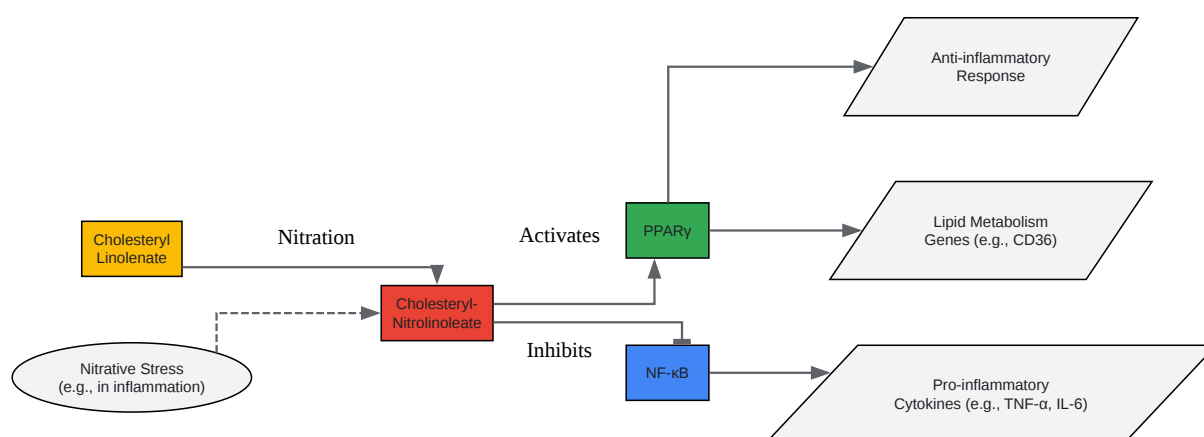 Anti-inflammatory
Response
Cholesteryl
Linolenate
Nitration
Activates
PPARγ
Lipid Metabolism
Genes (e.g., CD36)
Cholesteryl-
Nitrolinoleate
Inhibits
Nitrative Stress
(e.g., in inflammation)
NF-κB
Pro-inflammatory
Cytokines (e.g., TNF-α, IL-6)